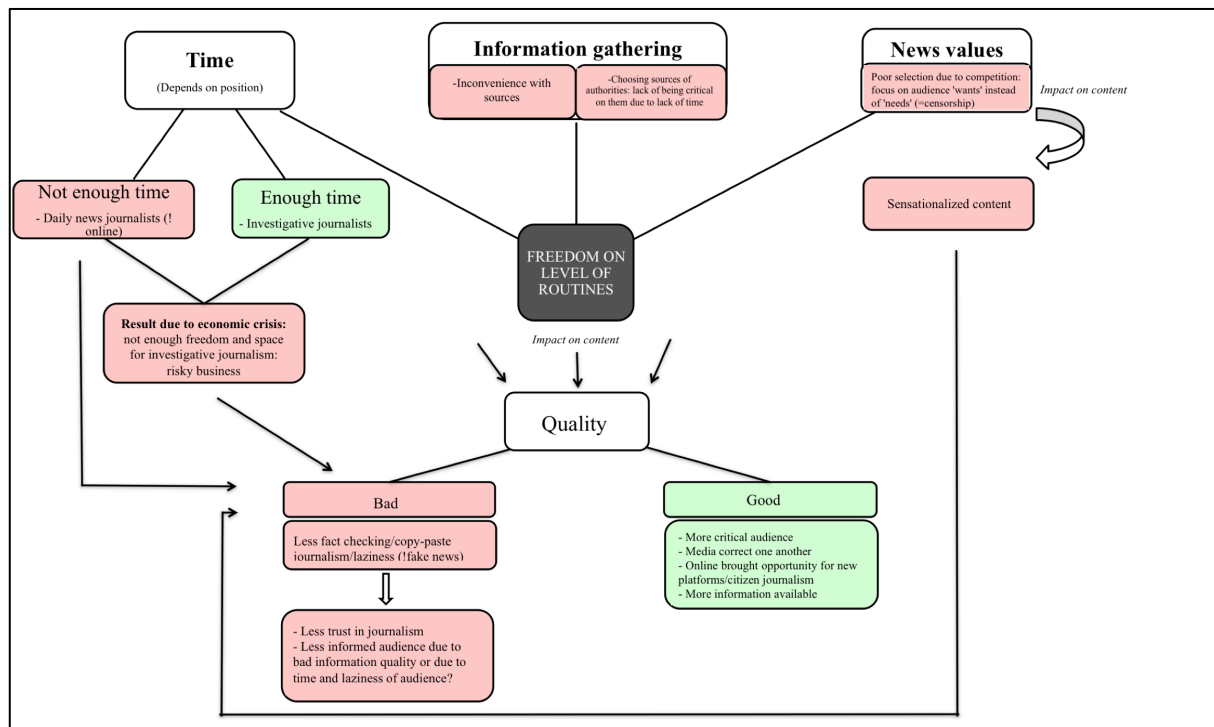 Time
(Depends on position)
Information gathering
-Inconvenience with
sources
-Choosing sources of
authorities: lack of being critical
on them due to lack of time
News values
Poor selection due to competition:
focus on audience 'wants' instead
of 'needs' (=censorship)
Impact on content
Sensationalized content
Not enough time
- Daily news journalists (!
online)
Enough time
- Investigative journalists
FREEDOM ON
LEVEL OF
ROUTINES
Result due to economic crisis:
not enough freedom and space
for investigative journalism:
risky business
Impact on content
Quality
Bad
Less fact checking/copy-paste
journalism/laziness (!fake news)
- Less trust in journalism
- Less informed audience due to
bad information quality or due to
time and laziness of audience?
Good
- More critical audience
- Media correct one another
- Online brought opportunity for new
platforms/citizen journalism
- More information available